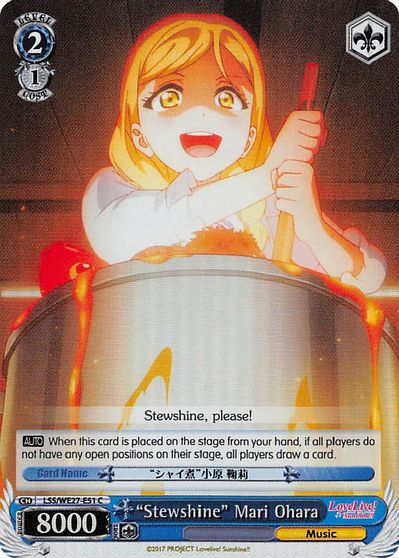 LEVEL
2
1
COST
Stewshine, please!
AUTO When this card is placed on the stage from your hand, if all players do
not have any open positions on their stage, all players draw a card.
Card Name
“シャイ煮”小原 鞠莉
CH
LSS/WE27-E51 C
8000
“Stewshine” Mari Ohara
LoveLive!
Sunshine!!
Music
©2017 PROJECT Lovelive! Sunshine!!